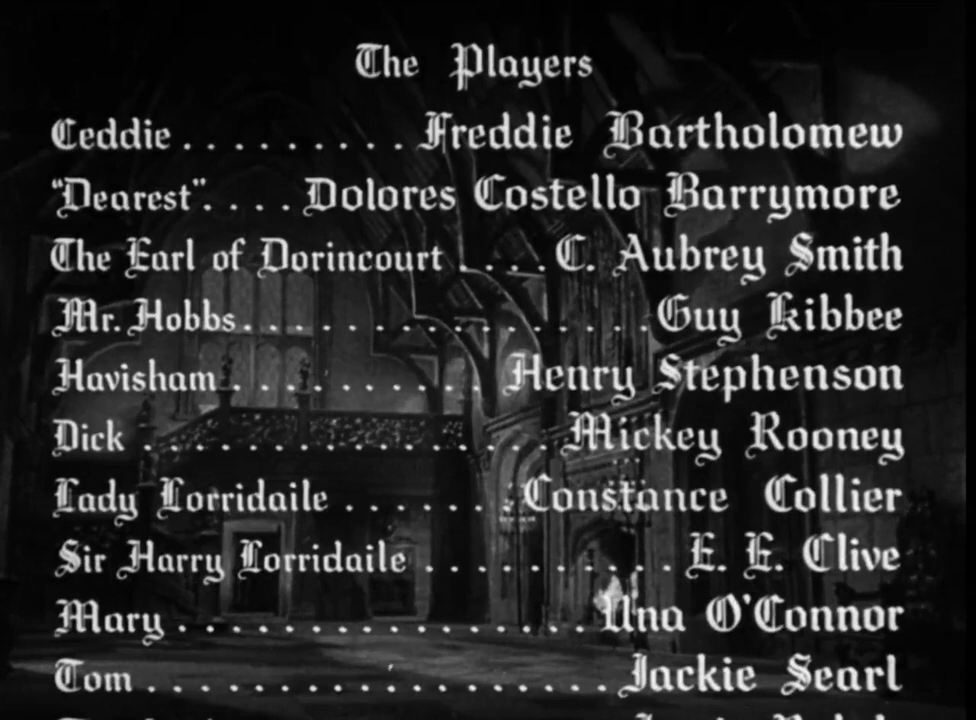 The Players
Ceddie.......... Freddie Bartholomew
"Dearest".... Dolores Costello Barrymore
The Earl of Dorincourt .... C. Aubrey Smith
Mr. Hobbs................. Guy Kibbee
Havisham.......... Henry Stephenson
Dick ................ Mickey Rooney
Lady Lorridaile ....... Constance Collier
Sir Harry Lorridaile .......... E. E. Clive
Mary ................. Una O'Connor
Tom................... Jackie Searl